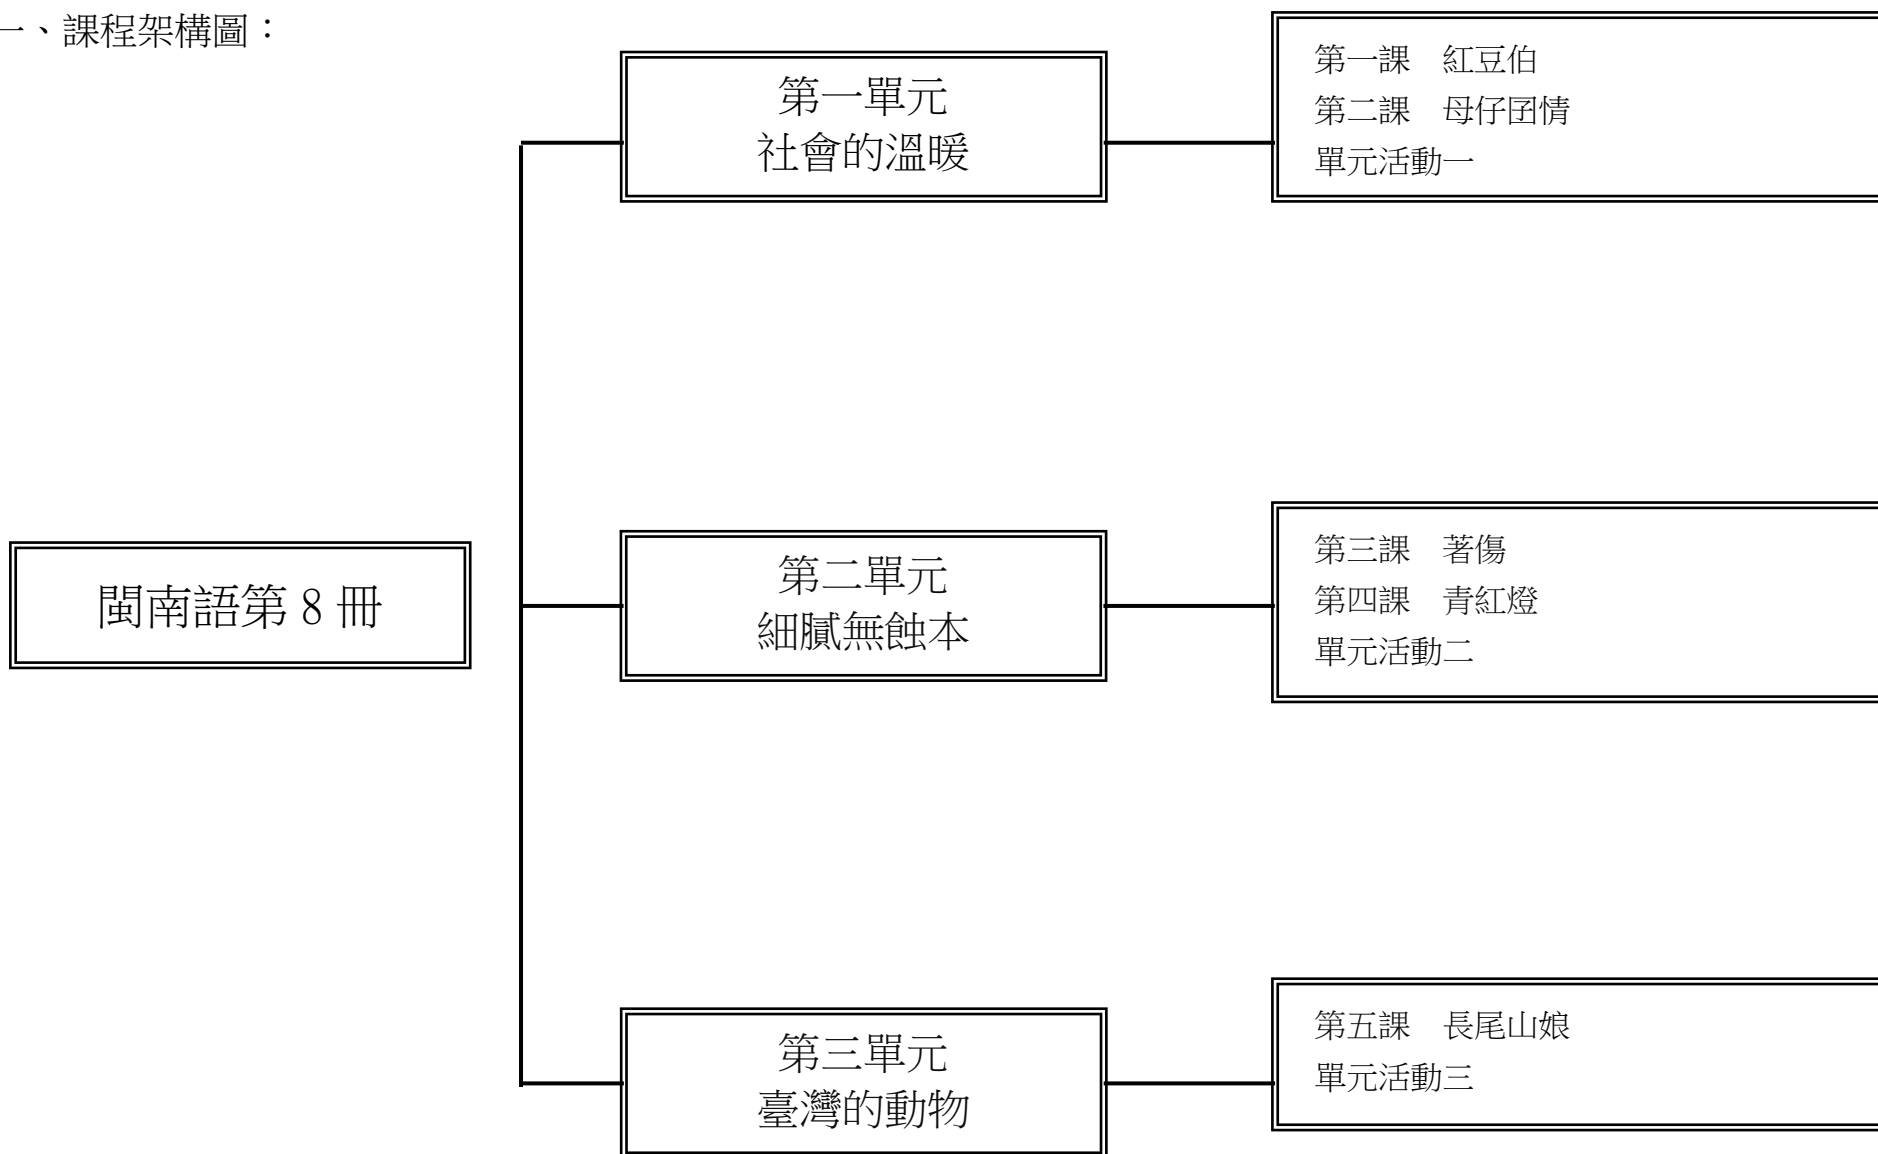 一、課程架構圖：
第一單元
社會的溫暖
第一課　紅豆伯
第二課　母仔囝情
單元活動一
閩南語第 8 冊
第二單元
細膩無蝕本
第三課　著傷
第四課　青紅燈
單元活動二
第三單元
臺灣的動物
第五課　長尾山娘
單元活動三